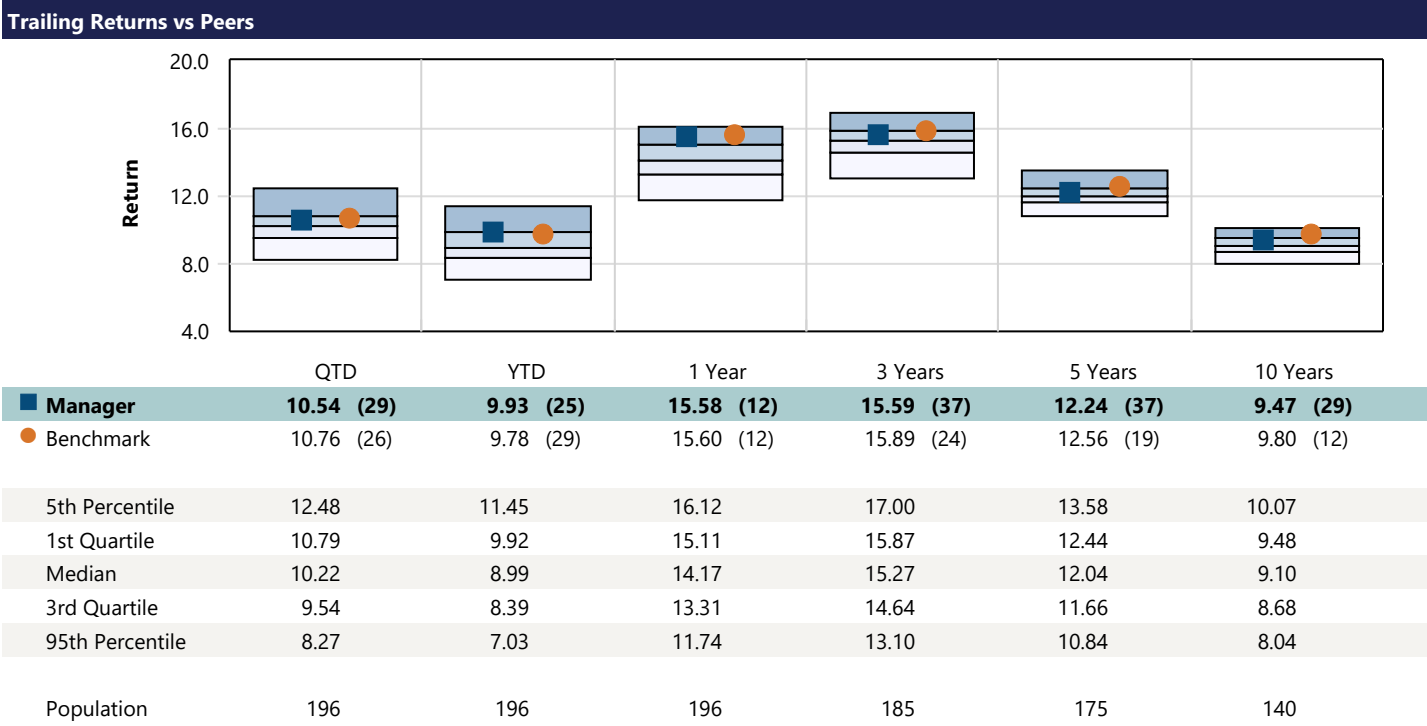 Trailing Returns vs Peers
20.0
16.0
12.0
8.0
4.0
Return
QTD YTD 1 Year 3 Years 5 Years 10 Years
Manager 10.54 (29) 9.93 (25) 15.58 (12) 15.59 (37) 12.24 (37) 9.47 (29)
Benchmark 10.76 (26) 9.78 (29) 15.60 (12) 15.89 (24) 12.56 (19) 9.80 (12)
5th Percentile 12.48 11.45 16.12 17.00 13.58 10.07
1st Quartile 10.79 9.92 15.11 15.87 12.44 9.48
Median 10.22 8.99 14.17 15.27 12.04 9.10
3rd Quartile 9.54 8.39 13.31 14.64 11.66 8.68
95th Percentile 8.27 7.03 11.74 13.10 10.84 8.04
Population 196 196 196 185 175 140